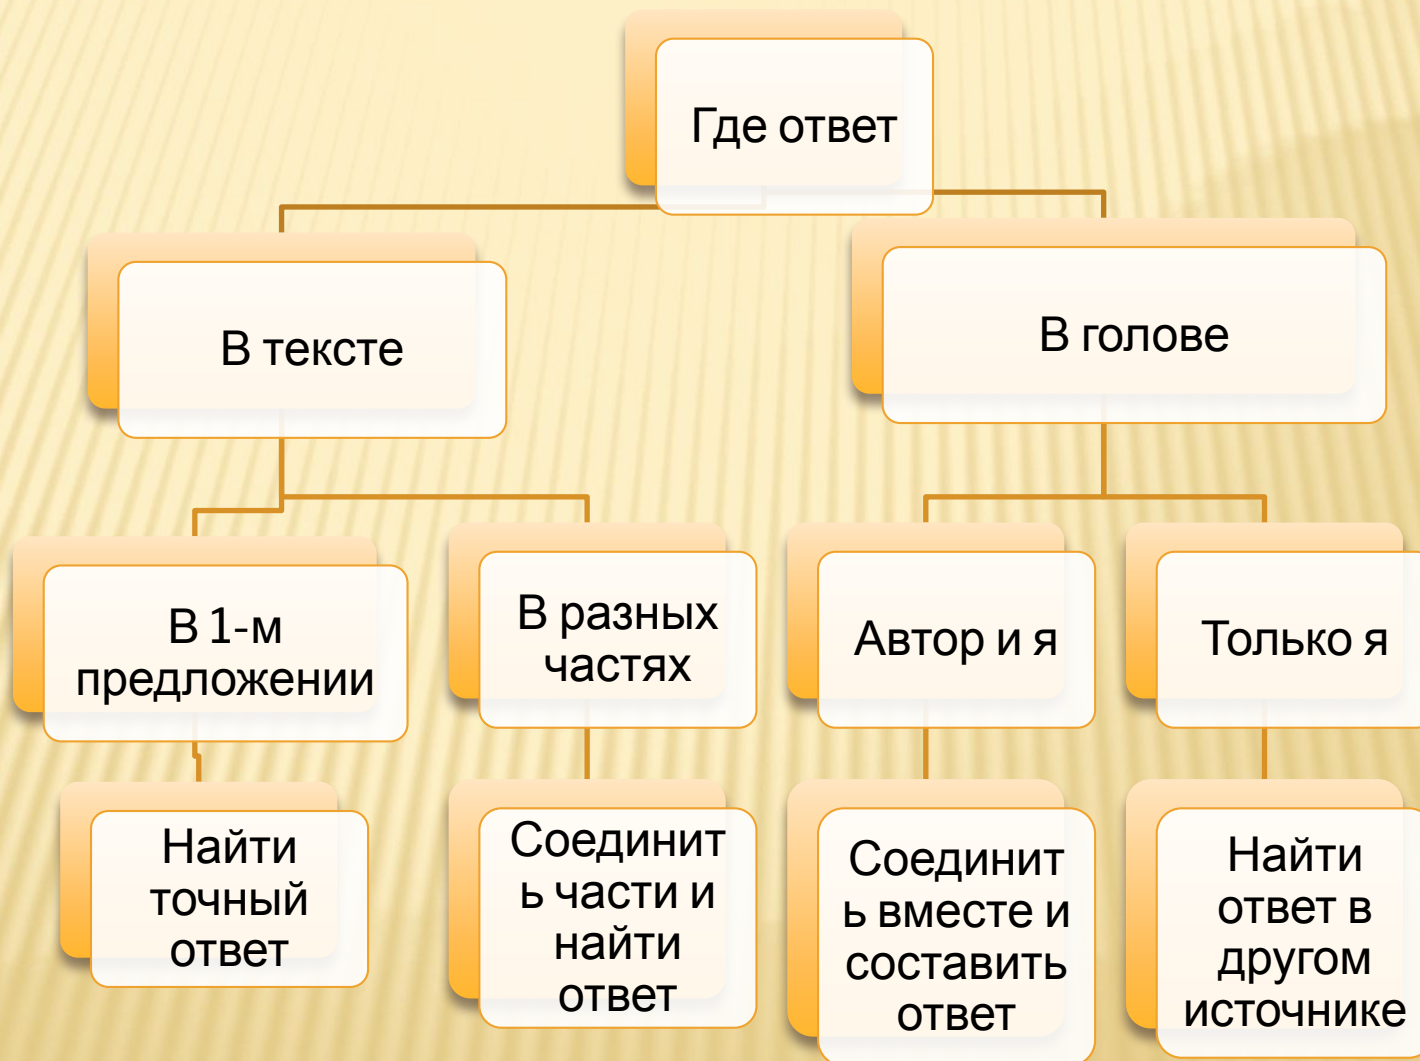 Где ответ
В тексте
В голове
В 1-м
предложении
В разных
частях
Автор и я
Только я
Найти
точный
ответ
Соединит
ь части и
найти
ответ
Соединит
ь вместе и
составить
ответ
Найти
ответ в
другом
источнике